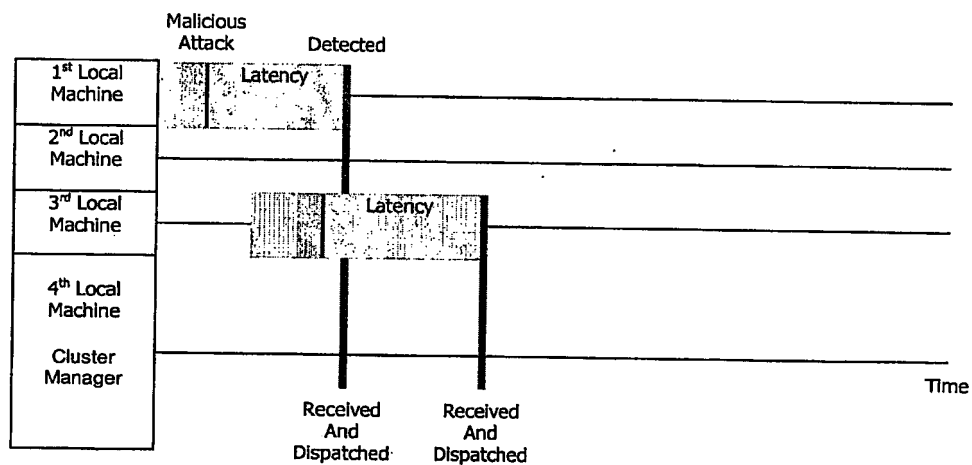 Malicious
Attack
Detected
1st Local
Machine
Latency
2nd Local
Machine
3rd Local
Machine
Latency
4th Local
Machine
Cluster
Manager
Time
Received
And
Dispatched
Received
And
Dispatched